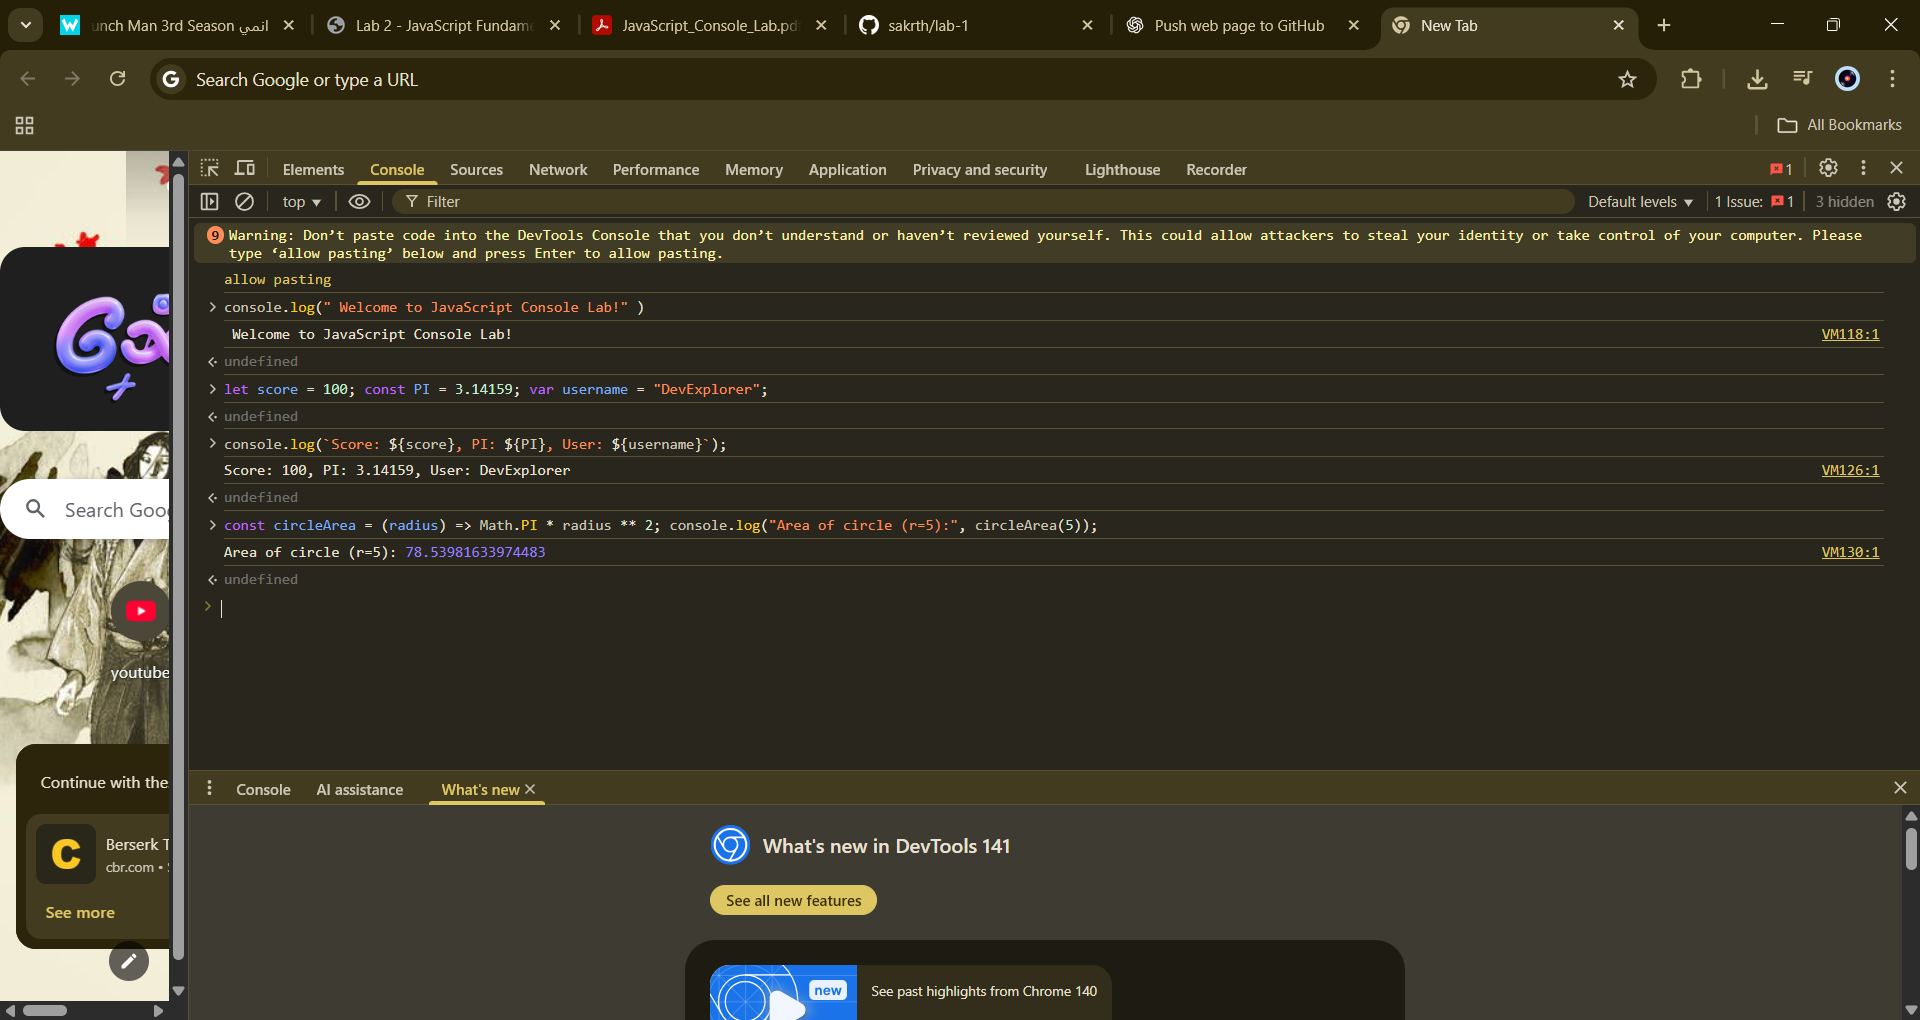 unch Man 3rd Season انمي
Lab 2 - JavaScript Fundam
JavaScript_Console_Lab.pd
sakrth/lab-1
Push web page to GitHub
New Tab
Search Google or type a URL
All Bookmarks
Elements Console Sources Network Performance Memory Application Privacy and security Lighthouse Recorder 1
top Filter Default levels 1 Issue: 1 3 hidden
9 Warning: Don’t paste code into the DevTools Console that you don’t understand or haven’t reviewed yourself. This could allow attackers to steal your identity or take control of your computer. Please
type ‘allow pasting’ below and press Enter to allow pasting.
allow pasting
> console.log(" Welcome to JavaScript Console Lab!" )
Welcome to JavaScript Console Lab! VM118:1
undefined
> let score = 100; const PI = 3.14159; var username = "DevExplorer";
undefined
> console.log(`Score: ${score}, PI: ${PI}, User: ${username}`);
Score: 100, PI: 3.14159, User: DevExplorer VM126:1
undefined
> const circleArea = (radius) => Math.PI * radius ** 2; console.log("Area of circle (r=5):", circleArea(5));
Area of circle (r=5): 78.53981633974483 VM130:1
undefined
>
Ga
Search Goo
youtube
Continue with the
C
Berserk T
cbr.com •
See more
Console AI assistance What's new
What's new in DevTools 141
See all new features
new
See past highlights from Chrome 140